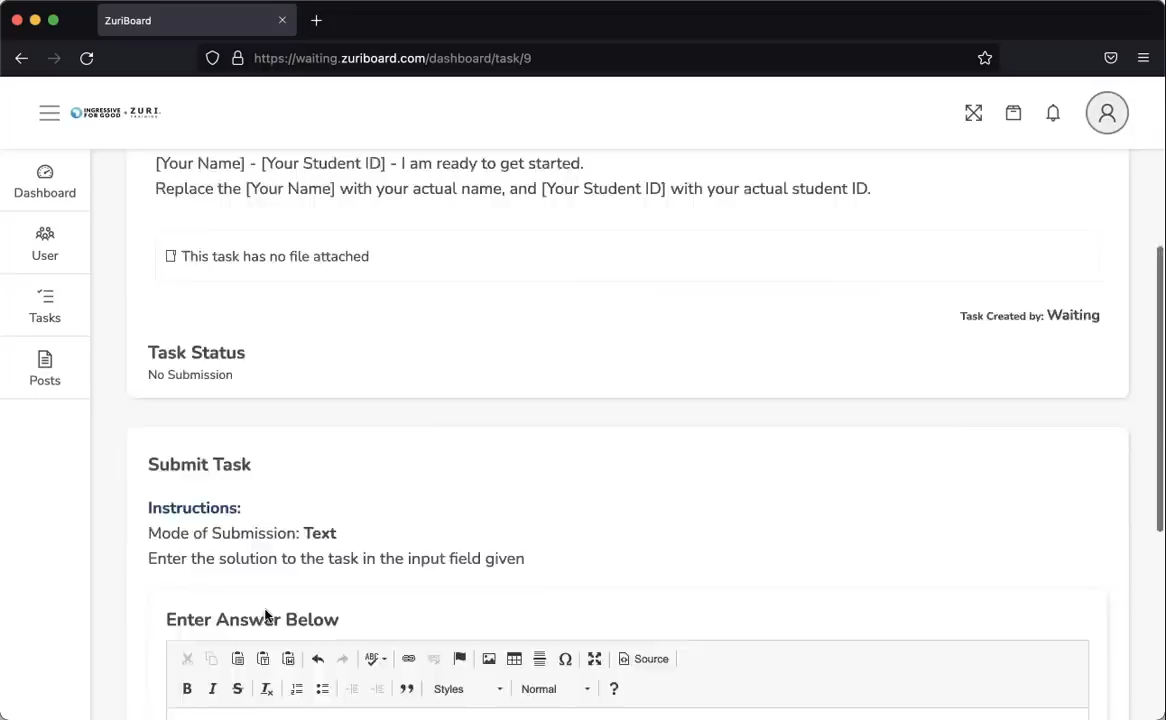 ZuriBoard
https://waiting.zuriboard.com/dashboard/task/9
INGRESSIVE FOR GOOD + ZURI TRAINING
Dashboard
User
Tasks
Posts
[Your Name] - [Your Student ID] - I am ready to get started.
Replace the [Your Name] with your actual name, and [Your Student ID] with your actual student ID.
This task has no file attached
Task Created by: Waiting
Task Status
No Submission
Submit Task
Instructions:
Mode of Submission: Text
Enter the solution to the task in the input field given
Enter Answer Below
ABC
Source
B I S Tx Styles Normal ?